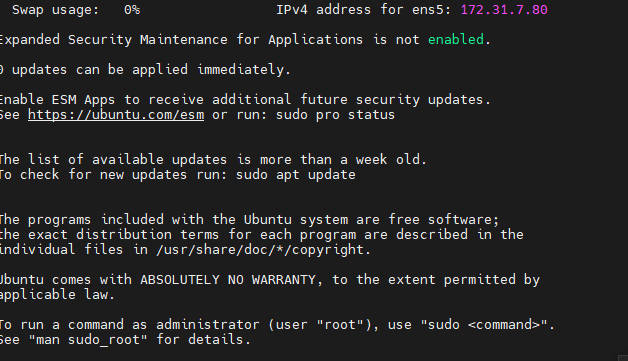 Swap usage:   0%                 IPv4 address for ens5: 172.31.7.80
Expanded Security Maintenance for Applications is not enabled.
0 updates can be applied immediately.
Enable ESM Apps to receive additional future security updates.
See https://ubuntu.com/esm or run: sudo pro status
The list of available updates is more than a week old.
To check for new updates run: sudo apt update
The programs included with the Ubuntu system are free software;
the exact distribution terms for each program are described in the
individual files in /usr/share/doc/*/copyright.
Ubuntu comes with ABSOLUTELY NO WARRANTY, to the extent permitted by
applicable law.
To run a command as administrator (user "root"), use "sudo <command>".
See "man sudo_root" for details.